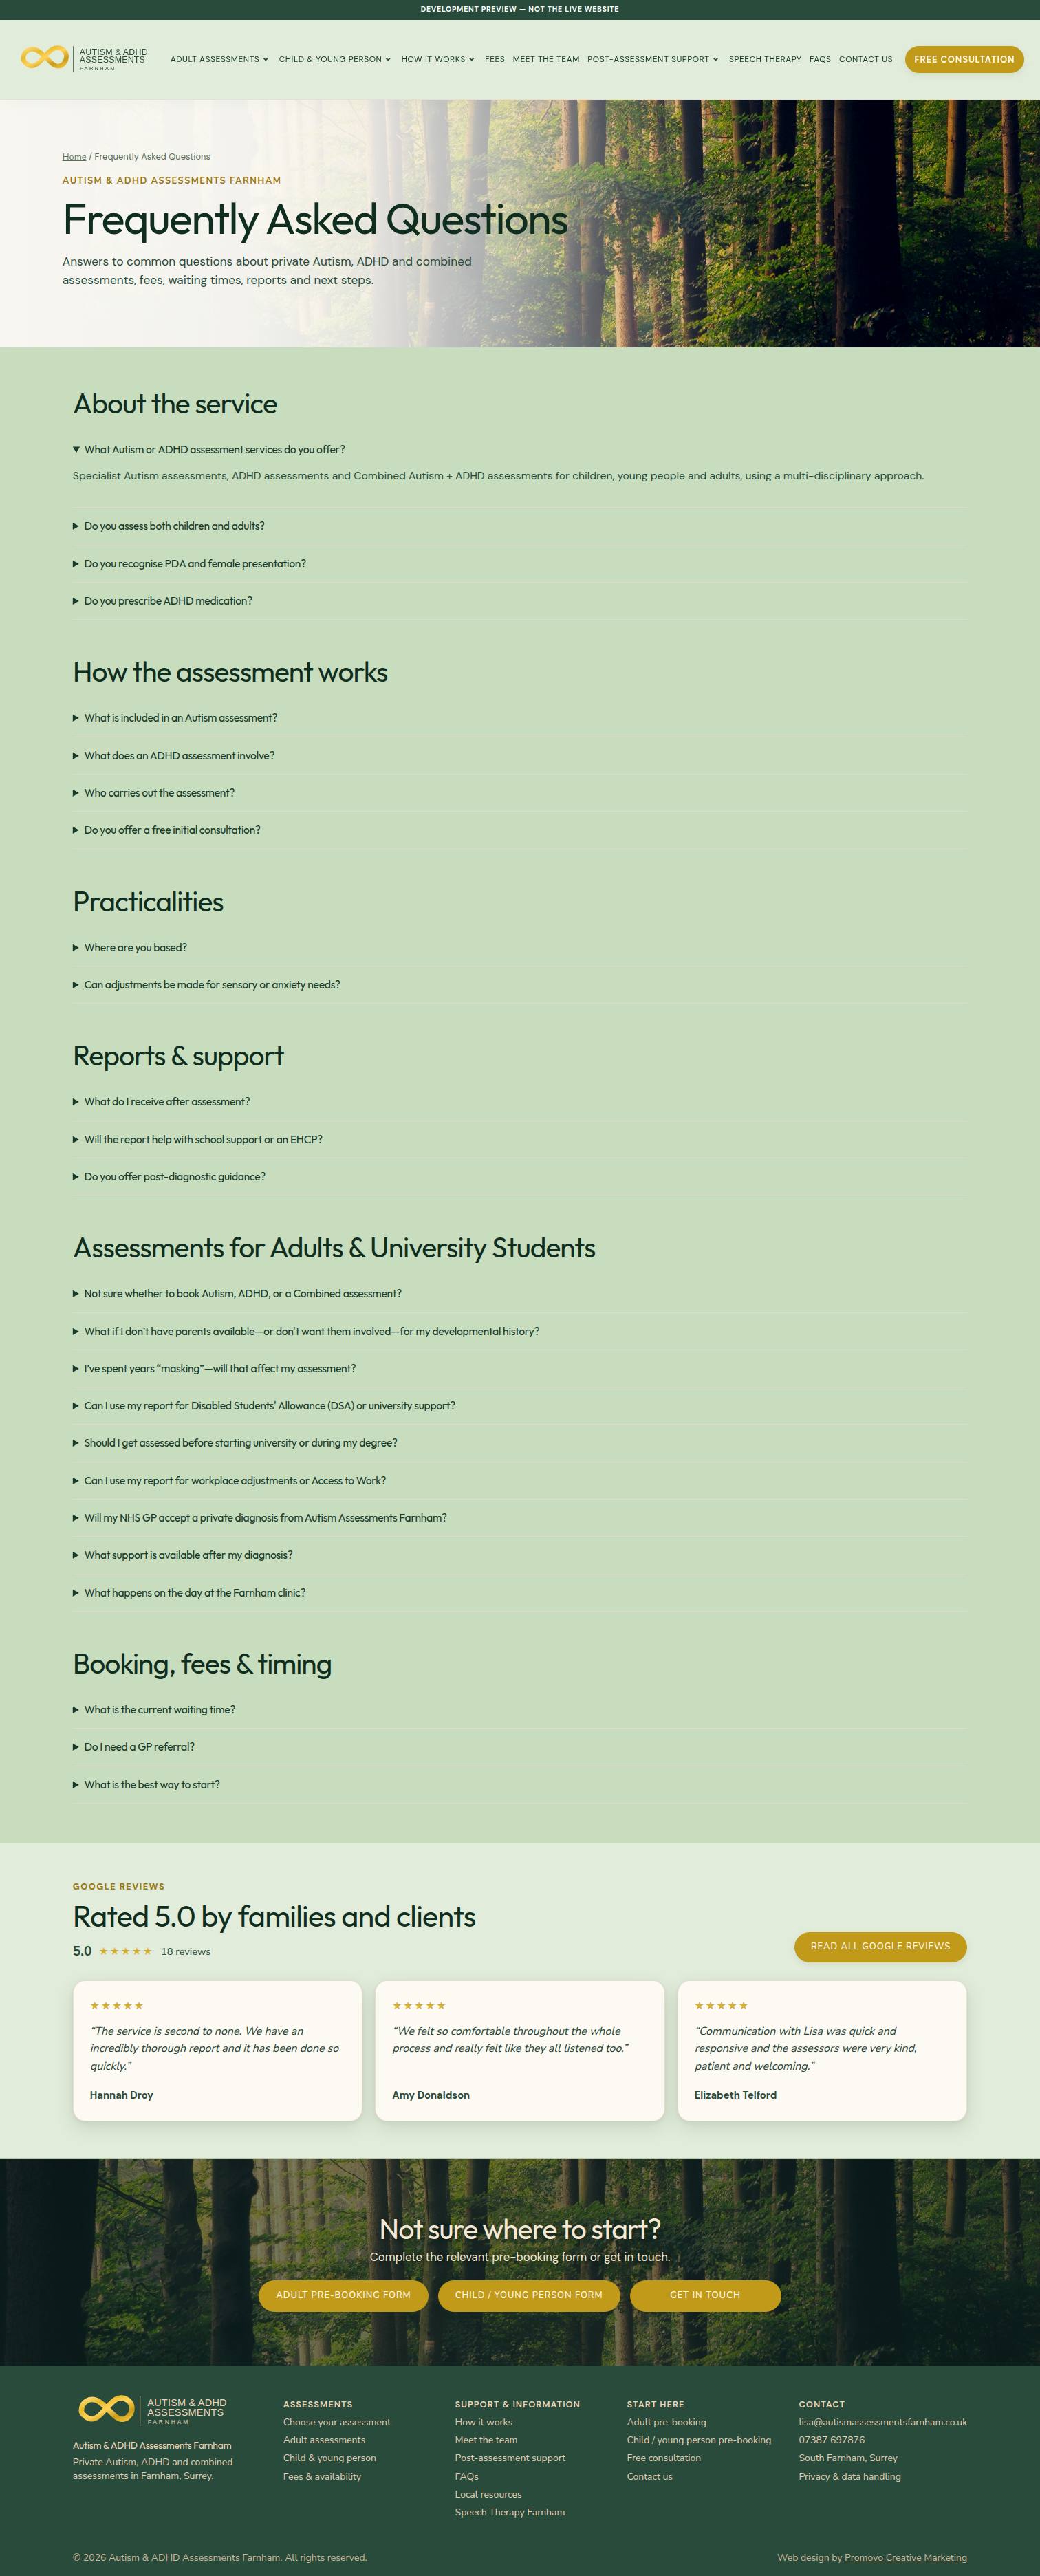 DEVELOPMENT PREVIEW — NOT THE LIVE WEBSITE
AUTISM & ADHD
ASSESSMENTS
FARNHAM
ADULT ASSESSMENTS
CHILD & YOUNG PERSON
HOW IT WORKS
FEES
MEET THE TEAM
POST-ASSESSMENT SUPPORT
SPEECH THERAPY
FAQS
CONTACT US
FREE CONSULTATION
Home / Frequently Asked Questions
AUTISM & ADHD ASSESSMENTS FARNHAM
Frequently Asked Questions
Answers to common questions about private Autism, ADHD and combined
assessments, fees, waiting times, reports and next steps.
About the service
What Autism or ADHD assessment services do you offer?
Specialist Autism assessments, ADHD assessments and Combined Autism + ADHD assessments for children, young people and adults, using a multi-disciplinary approach.
Do you assess both children and adults?
Do you recognise PDA and female presentation?
Do you prescribe ADHD medication?
How the assessment works
What is included in an Autism assessment?
What does an ADHD assessment involve?
Who carries out the assessment?
Do you offer a free initial consultation?
Practicalities
Where are you based?
Can adjustments be made for sensory or anxiety needs?
Reports & support
What do I receive after assessment?
Will the report help with school support or an EHCP?
Do you offer post-diagnostic guidance?
Assessments for Adults & University Students
Not sure whether to book Autism, ADHD, or a Combined assessment?
What if I don't have parents available—or don't want them involved—for my developmental history?
I've spent years “masking”—will that affect my assessment?
Can I use my report for Disabled Students' Allowance (DSA) or university support?
Should I get assessed before starting university or during my degree?
Can I use my report for workplace adjustments or Access to Work?
Will my NHS GP accept a private diagnosis from Autism Assessments Farnham?
What support is available after my diagnosis?
What happens on the day at the Farnham clinic?
Booking, fees & timing
What is the current waiting time?
Do I need a GP referral?
What is the best way to start?
GOOGLE REVIEWS
Rated 5.0 by families and clients
5.0 ★★★★★ 18 reviews
READ ALL GOOGLE REVIEWS
★★★★★
“The service is second to none. We have an
incredibly thorough report and it has been done so
quickly.”
Hannah Droy
★★★★★
“We felt so comfortable throughout the whole
process and really felt like they all listened too.”
Amy Donaldson
★★★★★
“Communication with Lisa was quick and
responsive and the assessors were very kind,
patient and welcoming.”
Elizabeth Telford
Not sure where to start?
Complete the relevant pre-booking form or get in touch.
ADULT PRE-BOOKING FORM
CHILD / YOUNG PERSON FORM
GET IN TOUCH
AUTISM & ADHD
ASSESSMENTS
FARNHAM
Autism & ADHD Assessments Farnham
Private Autism, ADHD and combined
assessments in Farnham, Surrey.
ASSESSMENTS
Choose your assessment
Adult assessments
Child & young person
Fees & availability
SUPPORT & INFORMATION
How it works
Meet the team
Post-assessment support
FAQs
Local resources
Speech Therapy Farnham
START HERE
Adult pre-booking
Child / young person pre-booking
Free consultation
Contact us
CONTACT
lisa@autismassessmentsfarnham.co.uk
07387 697876
South Farnham, Surrey
Privacy & data handling
© 2026 Autism & ADHD Assessments Farnham. All rights reserved.
Web design by Promovo Creative Marketing